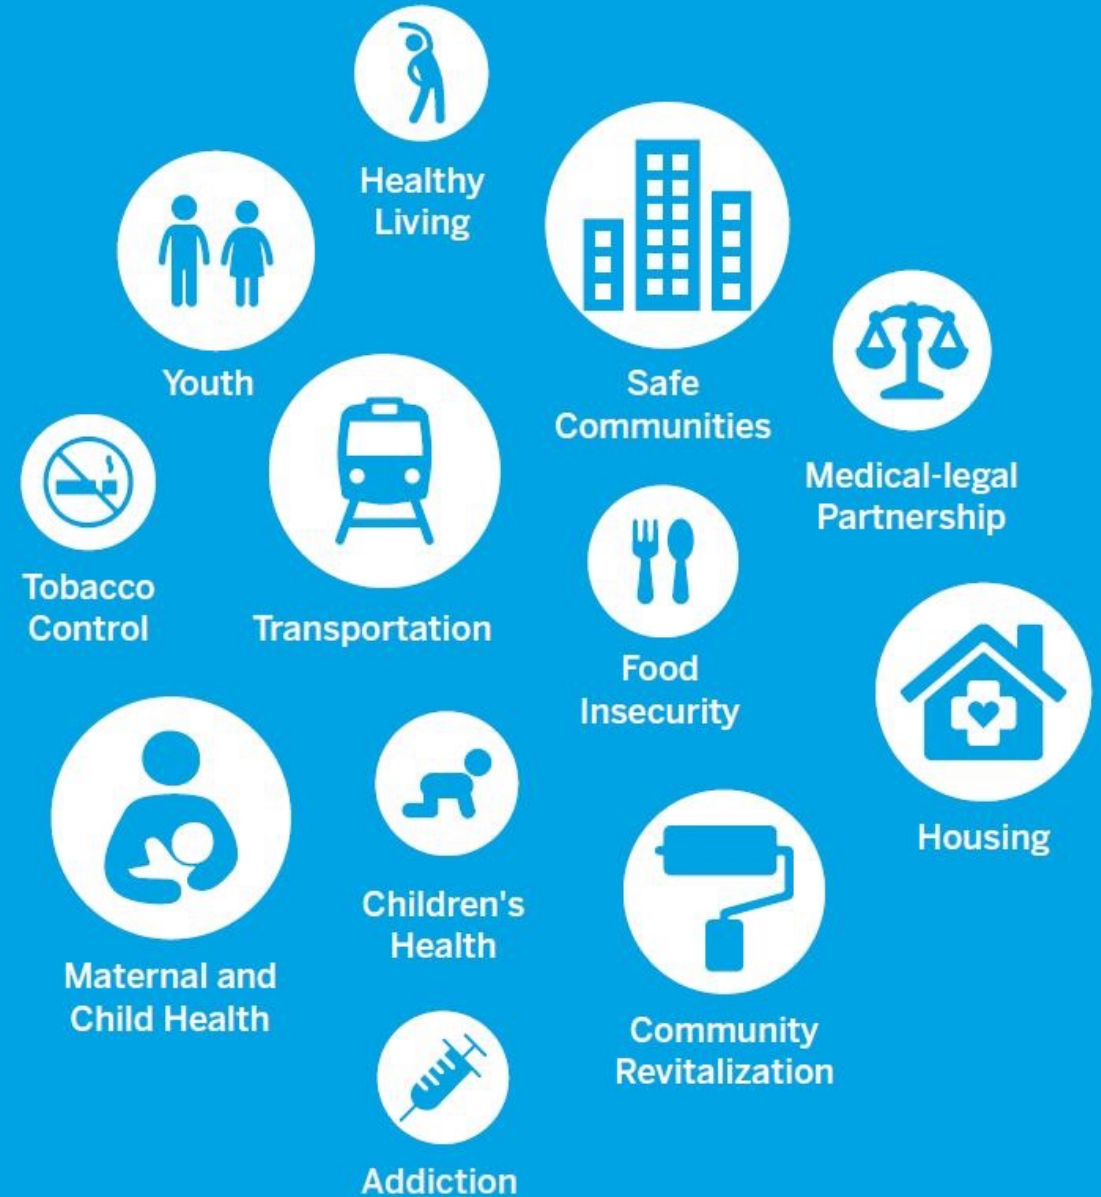 Healthy
Living
Youth
Safe
Communities
Medical-legal
Partnership
Tobacco
Control
Transportation
Food
Insecurity
Housing
Maternal and
Child Health
Children's
Health
Community
Revitalization
Addiction